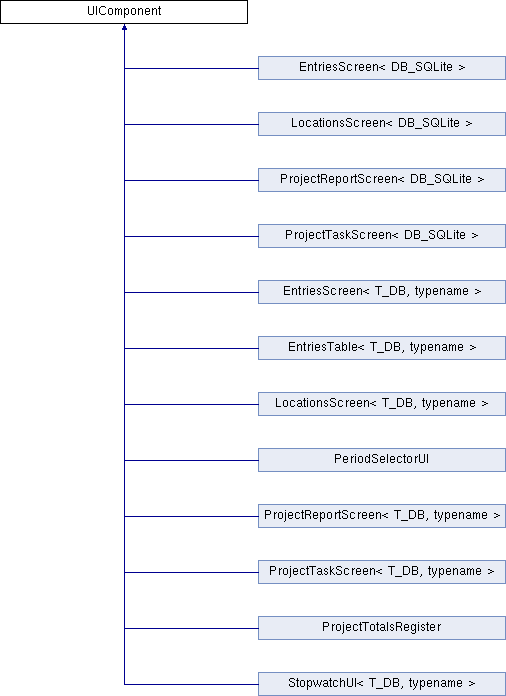 UIComponent
EntriesScreen< DB_SQLite >
LocationsScreen< DB_SQLite >
ProjectReportScreen< DB_SQLite >
ProjectTaskScreen< DB_SQLite >
EntriesScreen< T_DB, typename >
EntriesTable< T_DB, typename >
LocationsScreen< T_DB, typename >
PeriodSelectorUI
ProjectReportScreen< T_DB, typename >
ProjectTaskScreen< T_DB, typename >
ProjectTotalsRegister
StopwatchUI< T_DB, typename >